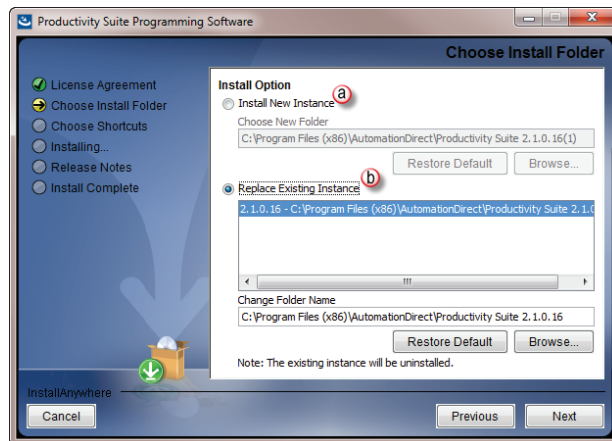 Productivity Suite Programming Software
Choose Install Folder
License Agreement
Choose Install Folder
Choose Shortcuts
Installing...
Release Notes
Install Complete
Install Option
Install New Instance
a
Choose New Folder
C:\Program Files (x86)\AutomationDirect\Productivity Suite 2.1.0.16(1)
Restore Default
Browse...
Replace Existing Instance
b
2.1.0.16 - C:\Program Files (x86)\AutomationDirect\Productivity Suite 2.1.0
Change Folder Name
C:\Program Files (x86)\AutomationDirect\Productivity Suite 2.1.0.16
Restore Default
Browse...
Note: The existing instance will be uninstalled.
InstallAnywhere
Cancel
Previous
Next